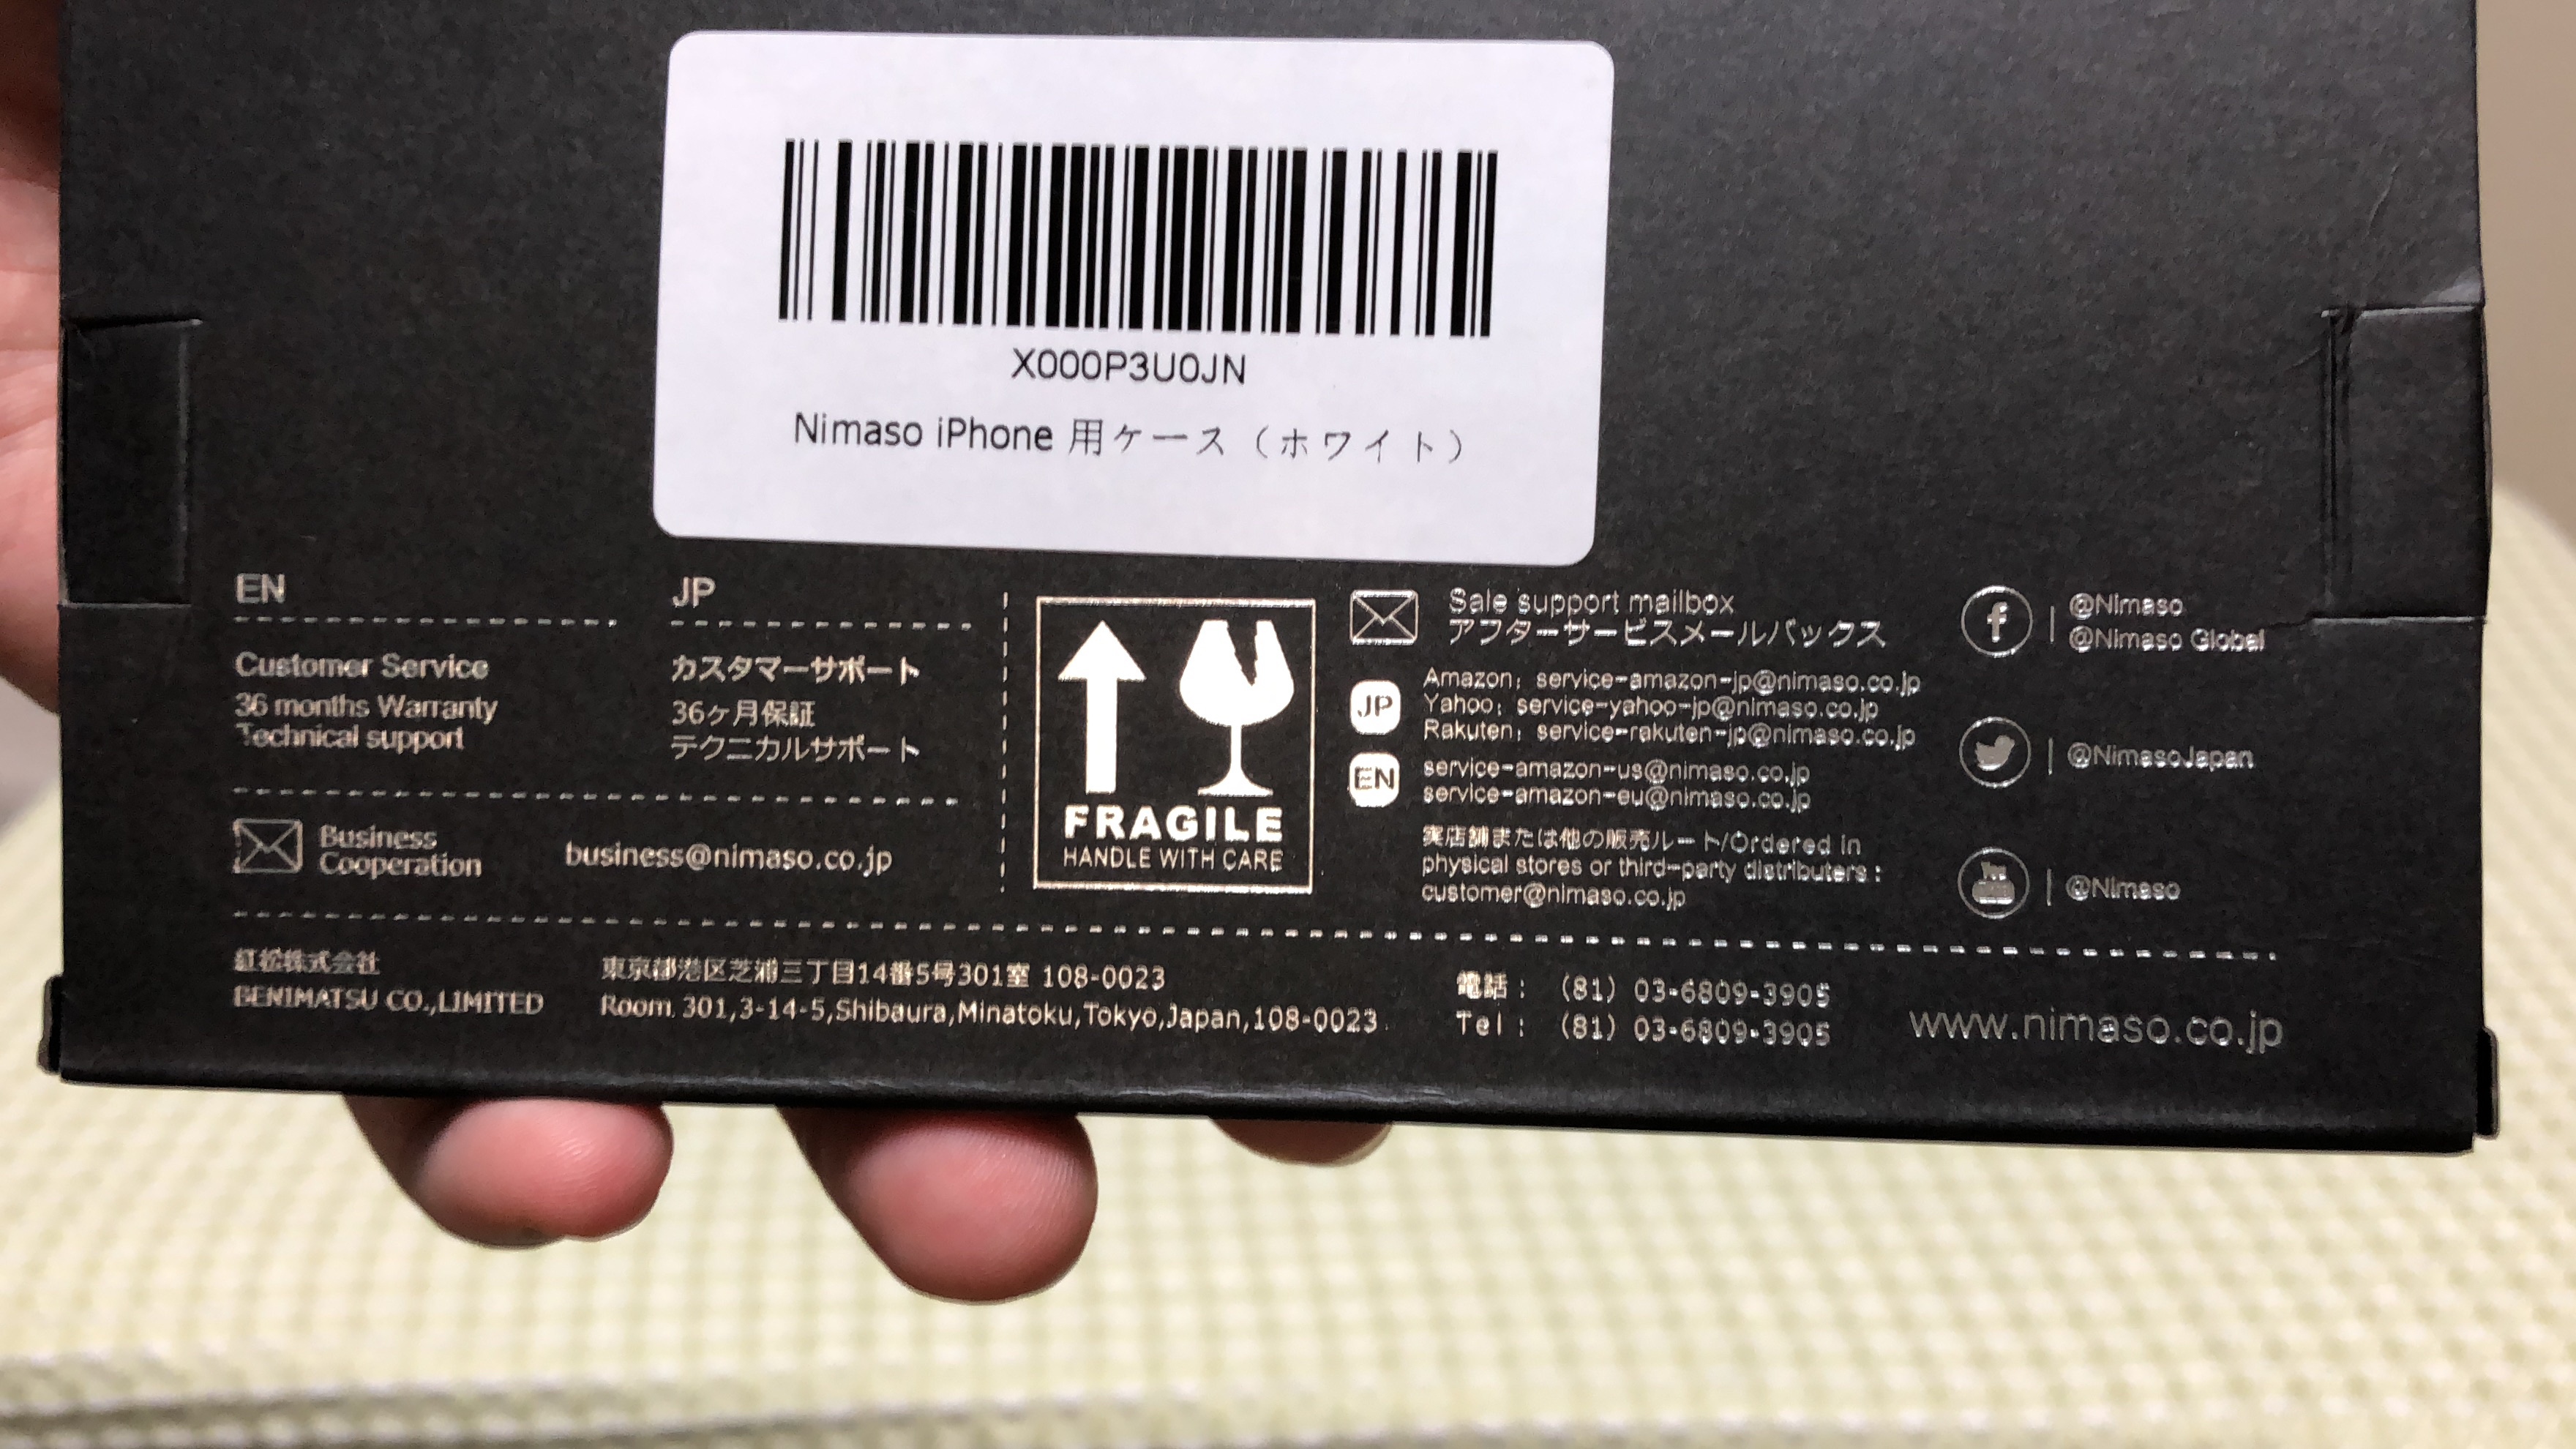 X000P3U0JN
Nimaso iPhone 用ケース（ホワイト）
EN
Customer Service
36 months Warranty
Technical support
JP
カスタマーサポート
36ヶ月保証
テクニカルサポート
Business
Cooperation
business@nimaso.co.jp
FRAGILE
HANDLE WITH CARE
Sale support mailbox
アフターサービスメールバックス
JP
Amazon: service-amazon-jp@nimaso.co.jp
Yahoo: service-yahoo-jp@nimaso.co.jp
Rakuten: service-rakuten-jp@nimaso.co.jp
EN
service-amazon-us@nimaso.co.jp
service-amazon-eu@nimaso.co.jp
実店舗または他の販売ルート/Ordered in
physical stores or third-party distributers :
customer@nimaso.co.jp
f
@Nimaso
@Nimaso Global
@NimasoJapan
You
@Nimaso
紅松株式会社
BENIMATSU CO.,LIMITED
東京都港区芝浦三丁目14番5号301室 108-0023
Room 301,3-14-5,Shibaura,Minatoku,Tokyo,Japan,108-0023
電話： （81）03-6809-3905
Tel： （81）03-6809-3905
www.nimaso.co.jp